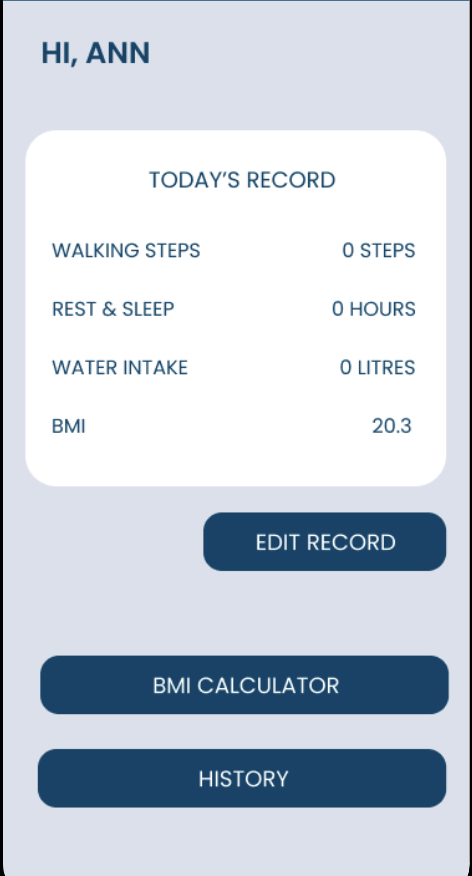 HI, ANN
TODAY’S RECORD
WALKING STEPS 0 STEPS
REST & SLEEP 0 HOURS
WATER INTAKE 0 LITRES
BMI 20.3
EDIT RECORD
BMI CALCULATOR
HISTORY